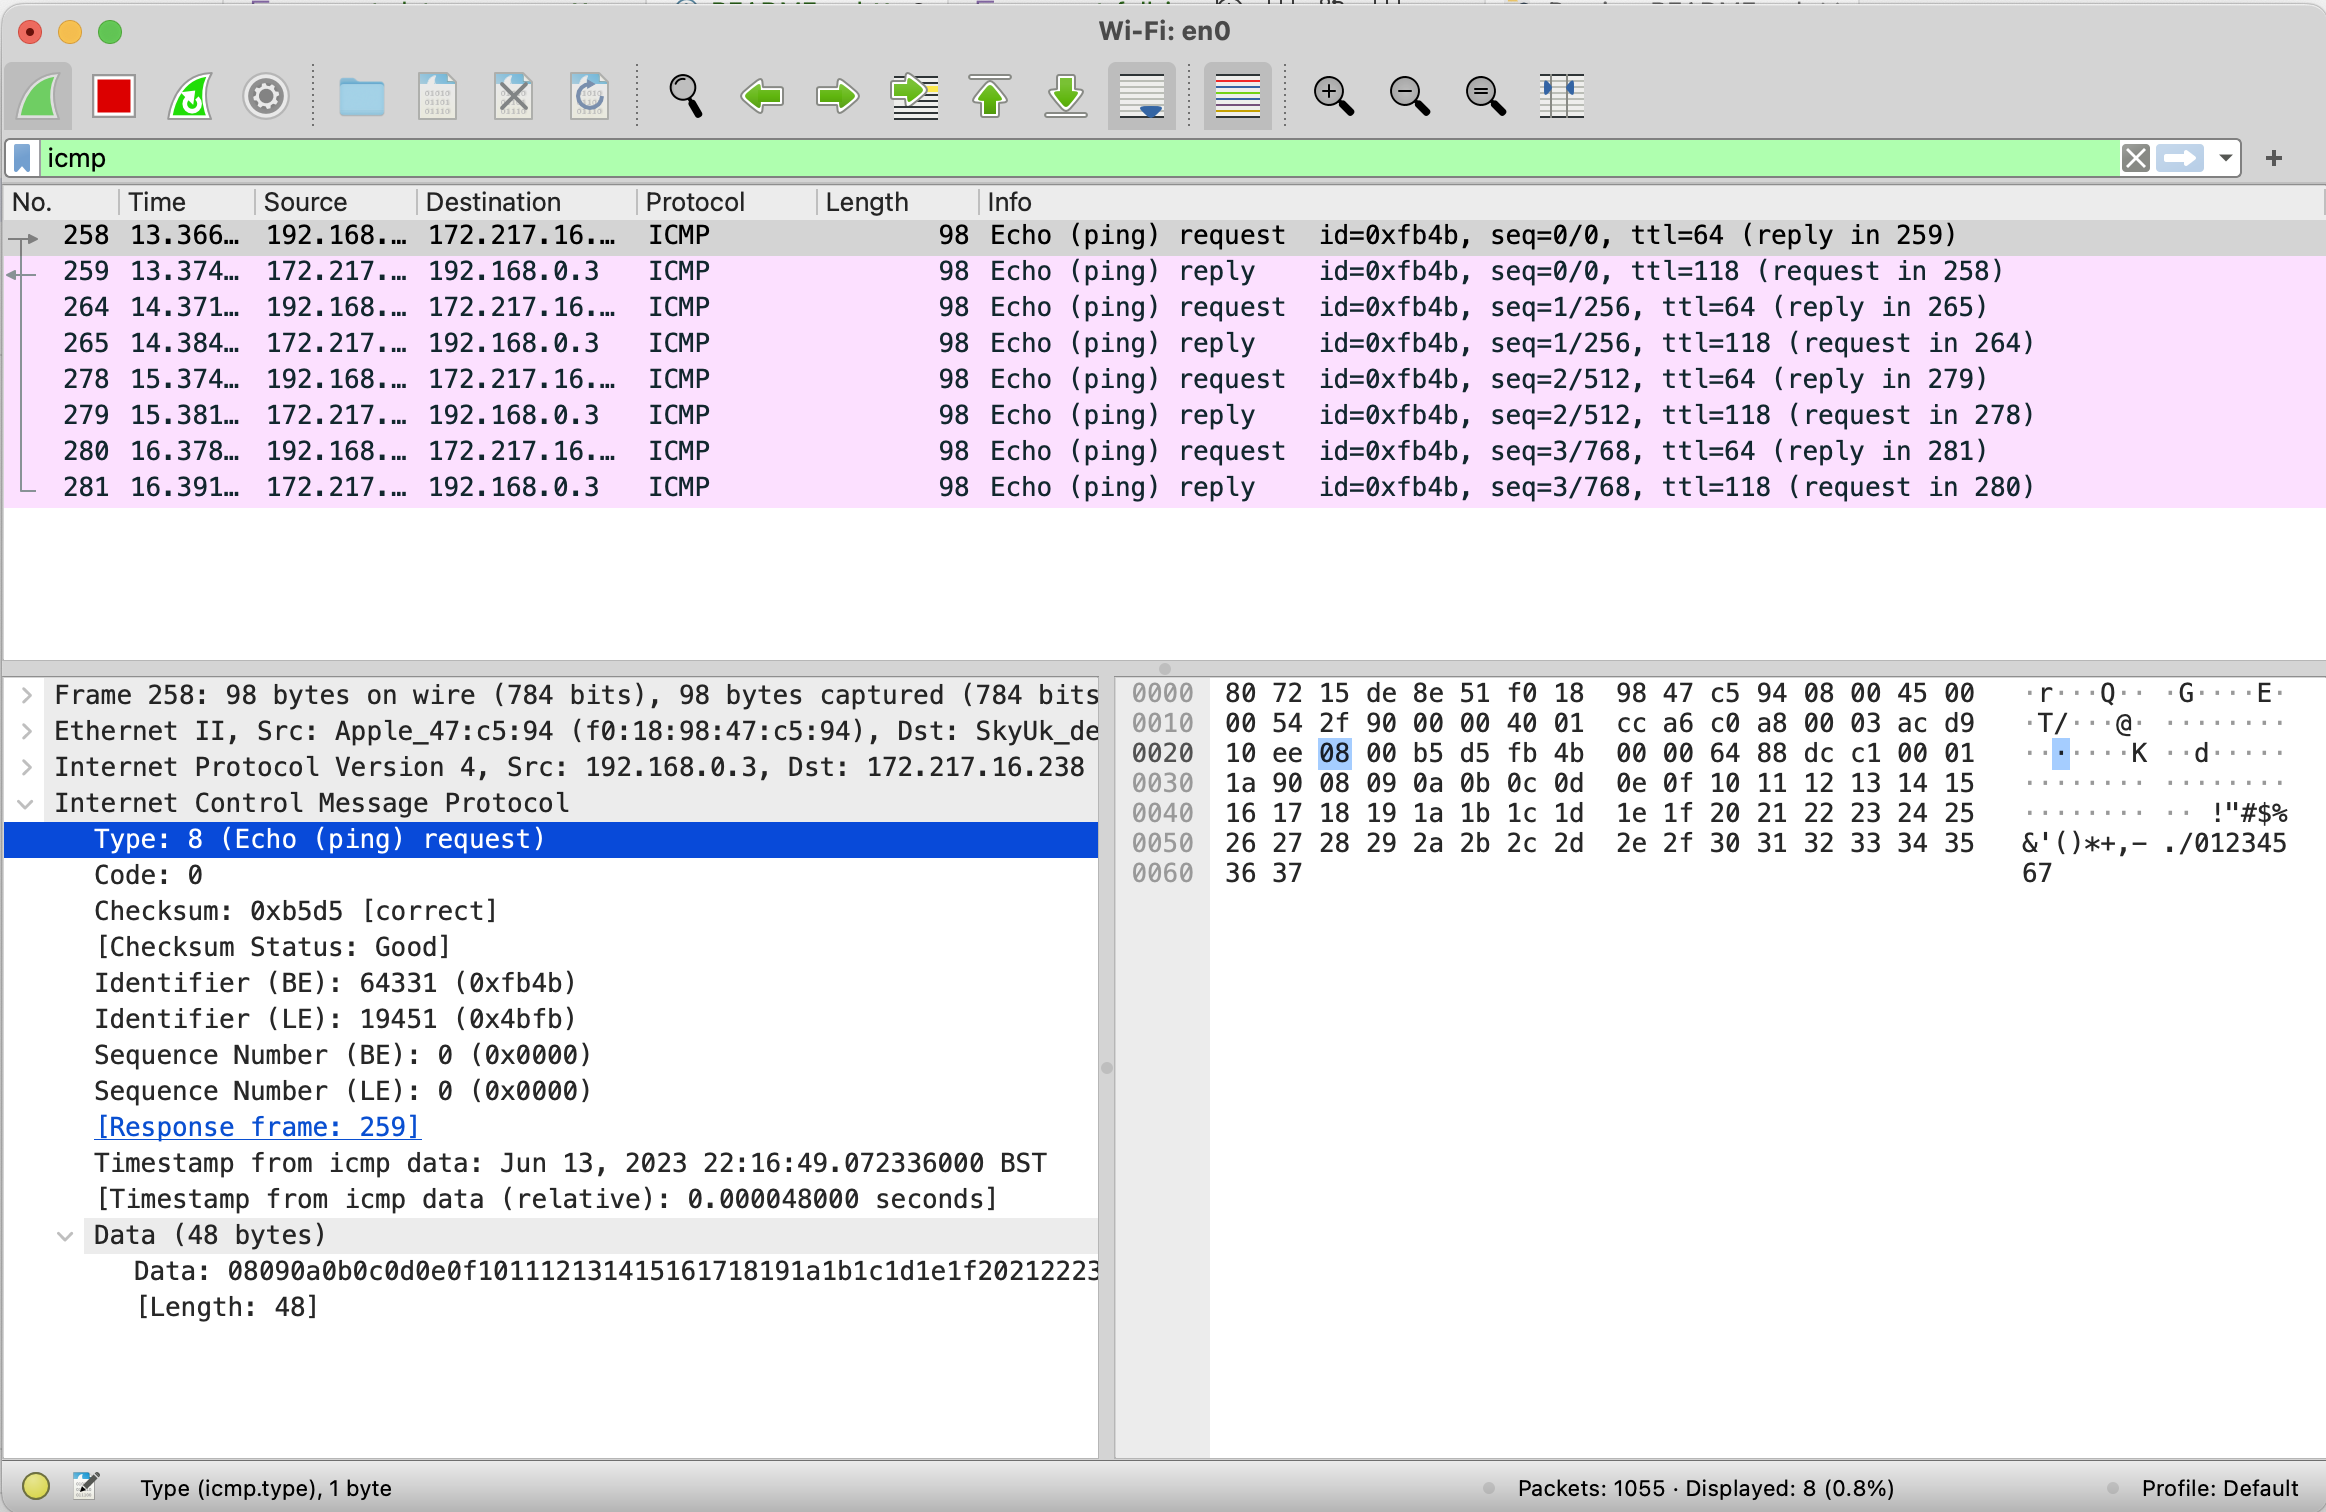 Wi-Fi: en0
icmp
No. Time Source Destination Protocol Length Info
258 13.366… 192.168.… 172.217.16.… ICMP 98 Echo (ping) request id=0xfb4b, seq=0/0, ttl=64 (reply in 259)
259 13.374… 172.217.… 192.168.0.3 ICMP 98 Echo (ping) reply id=0xfb4b, seq=0/0, ttl=118 (request in 258)
264 14.371… 192.168.… 172.217.16.… ICMP 98 Echo (ping) request id=0xfb4b, seq=1/256, ttl=64 (reply in 265)
265 14.384… 172.217.… 192.168.0.3 ICMP 98 Echo (ping) reply id=0xfb4b, seq=1/256, ttl=118 (request in 264)
278 15.374… 192.168.… 172.217.16.… ICMP 98 Echo (ping) request id=0xfb4b, seq=2/512, ttl=64 (reply in 279)
279 15.381… 172.217.… 192.168.0.3 ICMP 98 Echo (ping) reply id=0xfb4b, seq=2/512, ttl=118 (request in 278)
280 16.378… 192.168.… 172.217.16.… ICMP 98 Echo (ping) request id=0xfb4b, seq=3/768, ttl=64 (reply in 281)
281 16.391… 172.217.… 192.168.0.3 ICMP 98 Echo (ping) reply id=0xfb4b, seq=3/768, ttl=118 (request in 280)
Frame 258: 98 bytes on wire (784 bits), 98 bytes captured (784 bits
Ethernet II, Src: Apple_47:c5:94 (f0:18:98:47:c5:94), Dst: SkyUk_de
Internet Protocol Version 4, Src: 192.168.0.3, Dst: 172.217.16.238
Internet Control Message Protocol
Type: 8 (Echo (ping) request)
Code: 0
Checksum: 0xb5d5 [correct]
[Checksum Status: Good]
Identifier (BE): 64331 (0xfb4b)
Identifier (LE): 19451 (0x4bfb)
Sequence Number (BE): 0 (0x0000)
Sequence Number (LE): 0 (0x0000)
[Response frame: 259]
Timestamp from icmp data: Jun 13, 2023 22:16:49.072336000 BST
[Timestamp from icmp data (relative): 0.000048000 seconds]
Data (48 bytes)
Data: 08090a0b0c0d0e0f101112131415161718191a1b1c1d1e1f20212223
[Length: 48]
0000 80 72 15 de 8e 51 f0 18 98 47 c5 94 08 00 45 00 ·r···Q·· ·G····E·
0010 00 54 2f 90 00 00 40 01 cc a6 c0 a8 00 03 ac d9 ·T/···@· ········
0020 10 ee 08 00 b5 d5 fb 4b 00 00 64 88 dc c1 00 01 ·······K ··d·····
0030 1a 90 08 09 0a 0b 0c 0d 0e 0f 10 11 12 13 14 15 ········ ········
0040 16 17 18 19 1a 1b 1c 1d 1e 1f 20 21 22 23 24 25 ········ ·· !"#$%
0050 26 27 28 29 2a 2b 2c 2d 2e 2f 30 31 32 33 34 35 &'()*+,- ./012345
0060 36 37 67
Type (icmp.type), 1 byte
Packets: 1055 · Displayed: 8 (0.8%)
Profile: Default